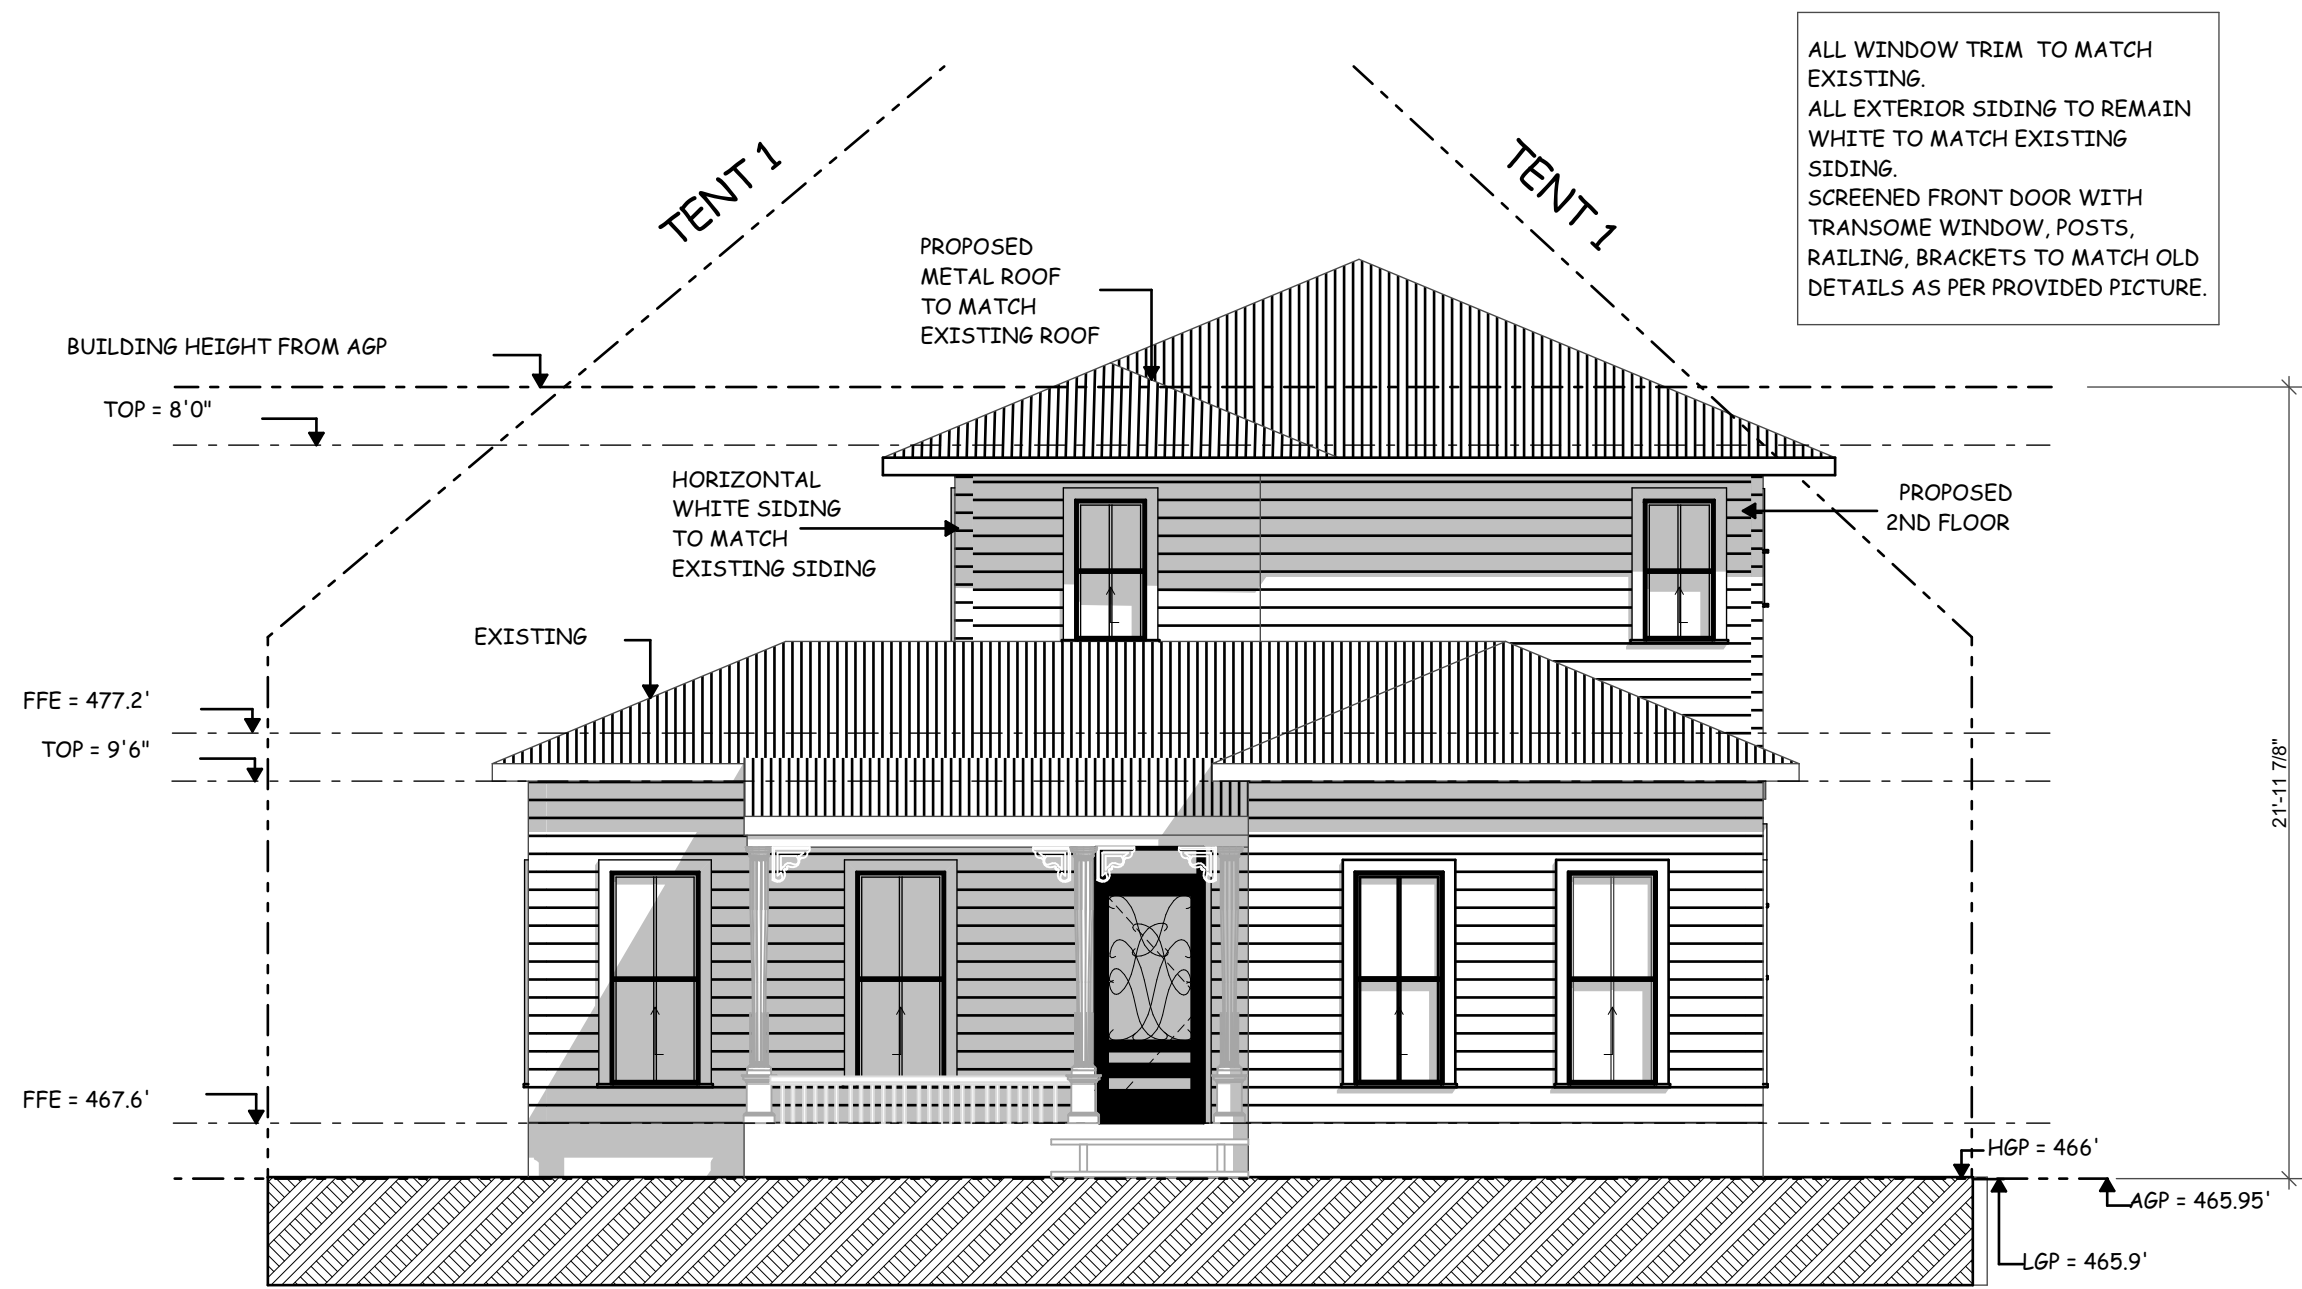 ALL WINDOW TRIM TO MATCH
EXISTING.
ALL EXTERIOR SIDING TO REMAIN
WHITE TO MATCH EXISTING
SIDING.
SCREENED FRONT DOOR WITH
TRANSOME WINDOW, POSTS,
RAILING, BRACKETS TO MATCH OLD
DETAILS AS PER PROVIDED PICTURE.
TENT 1
TENT 1
PROPOSED
METAL ROOF
TO MATCH
EXISTING ROOF
BUILDING HEIGHT FROM AGP
TOP = 8'0"
HORIZONTAL
WHITE SIDING
TO MATCH
EXISTING SIDING
PROPOSED
2ND FLOOR
EXISTING
FFE = 477.2'
TOP = 9'6"
21'-11 7/8"
FFE = 467.6'
HGP = 466'
AGP = 465.95'
LGP = 465.9'